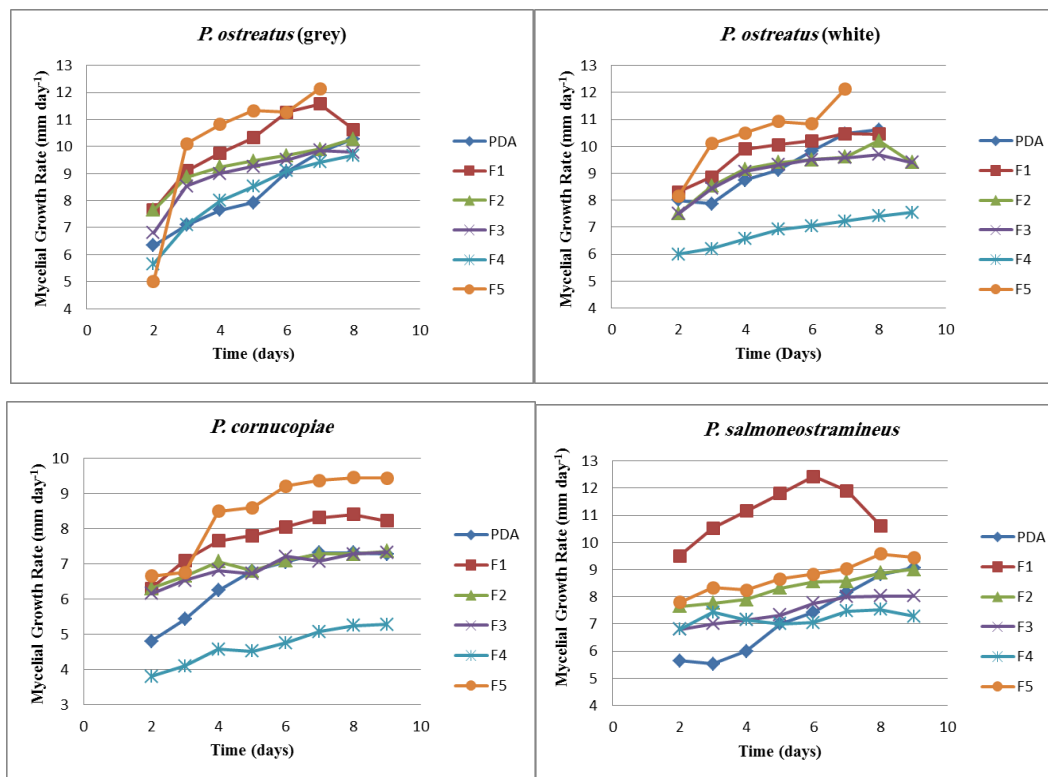 P. ostreatus (grey)
Mycelial Growth Rate (mm day-1)
13
12
11
10
9
8
7
6
5
4
0
2
4
6
8
10
Time (days)
PDA
F1
F2
F3
F4
F5
P. ostreatus (white)
Mycelial Growth Rate (mm day-1)
13
12
11
10
9
8
7
6
5
4
0
2
4
6
8
10
Time (Days)
PDA
F1
F2
F3
F4
F5
P. cornucopiae
Mycelial Growth Rate (mm day-1)
10
9
8
7
6
5
4
3
0
2
4
6
8
10
Time (days)
PDA
F1
F2
F3
F4
F5
P. salmoneostramineus
Mycelial Growth Rate (mm day-1)
13
12
11
10
9
8
7
6
5
4
0
2
4
6
8
10
Time (days)
PDA
F1
F2
F3
F4
F5